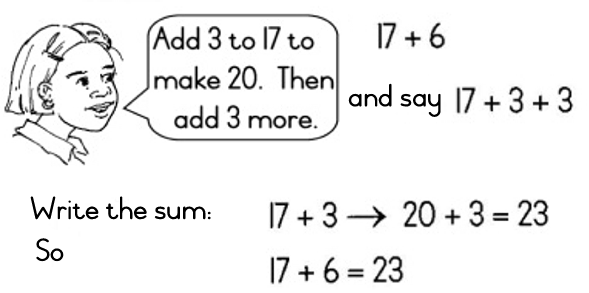 Add 3 to 17 to
make 20. Then
add 3 more.
17 + 6
and say 17 + 3 + 3
Write the sum: 17 + 3 → 20 + 3 = 23
So
17 + 6 = 23